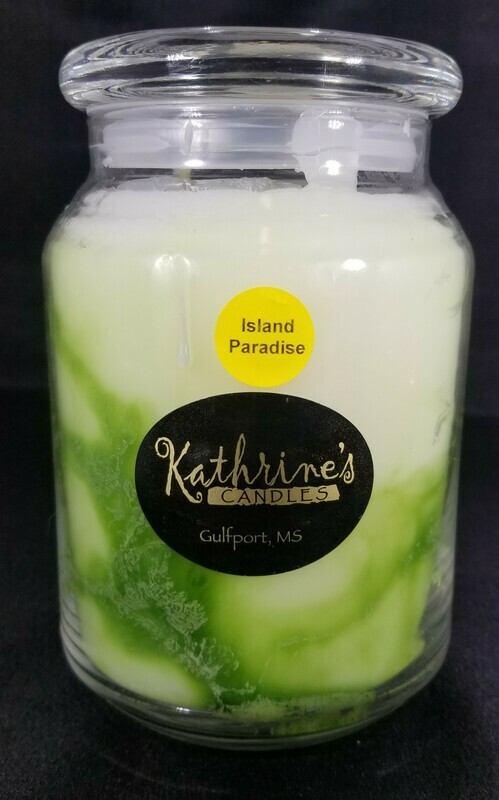 Island
Paradise
Kathrine's
CANDLES
Gulfport, MS